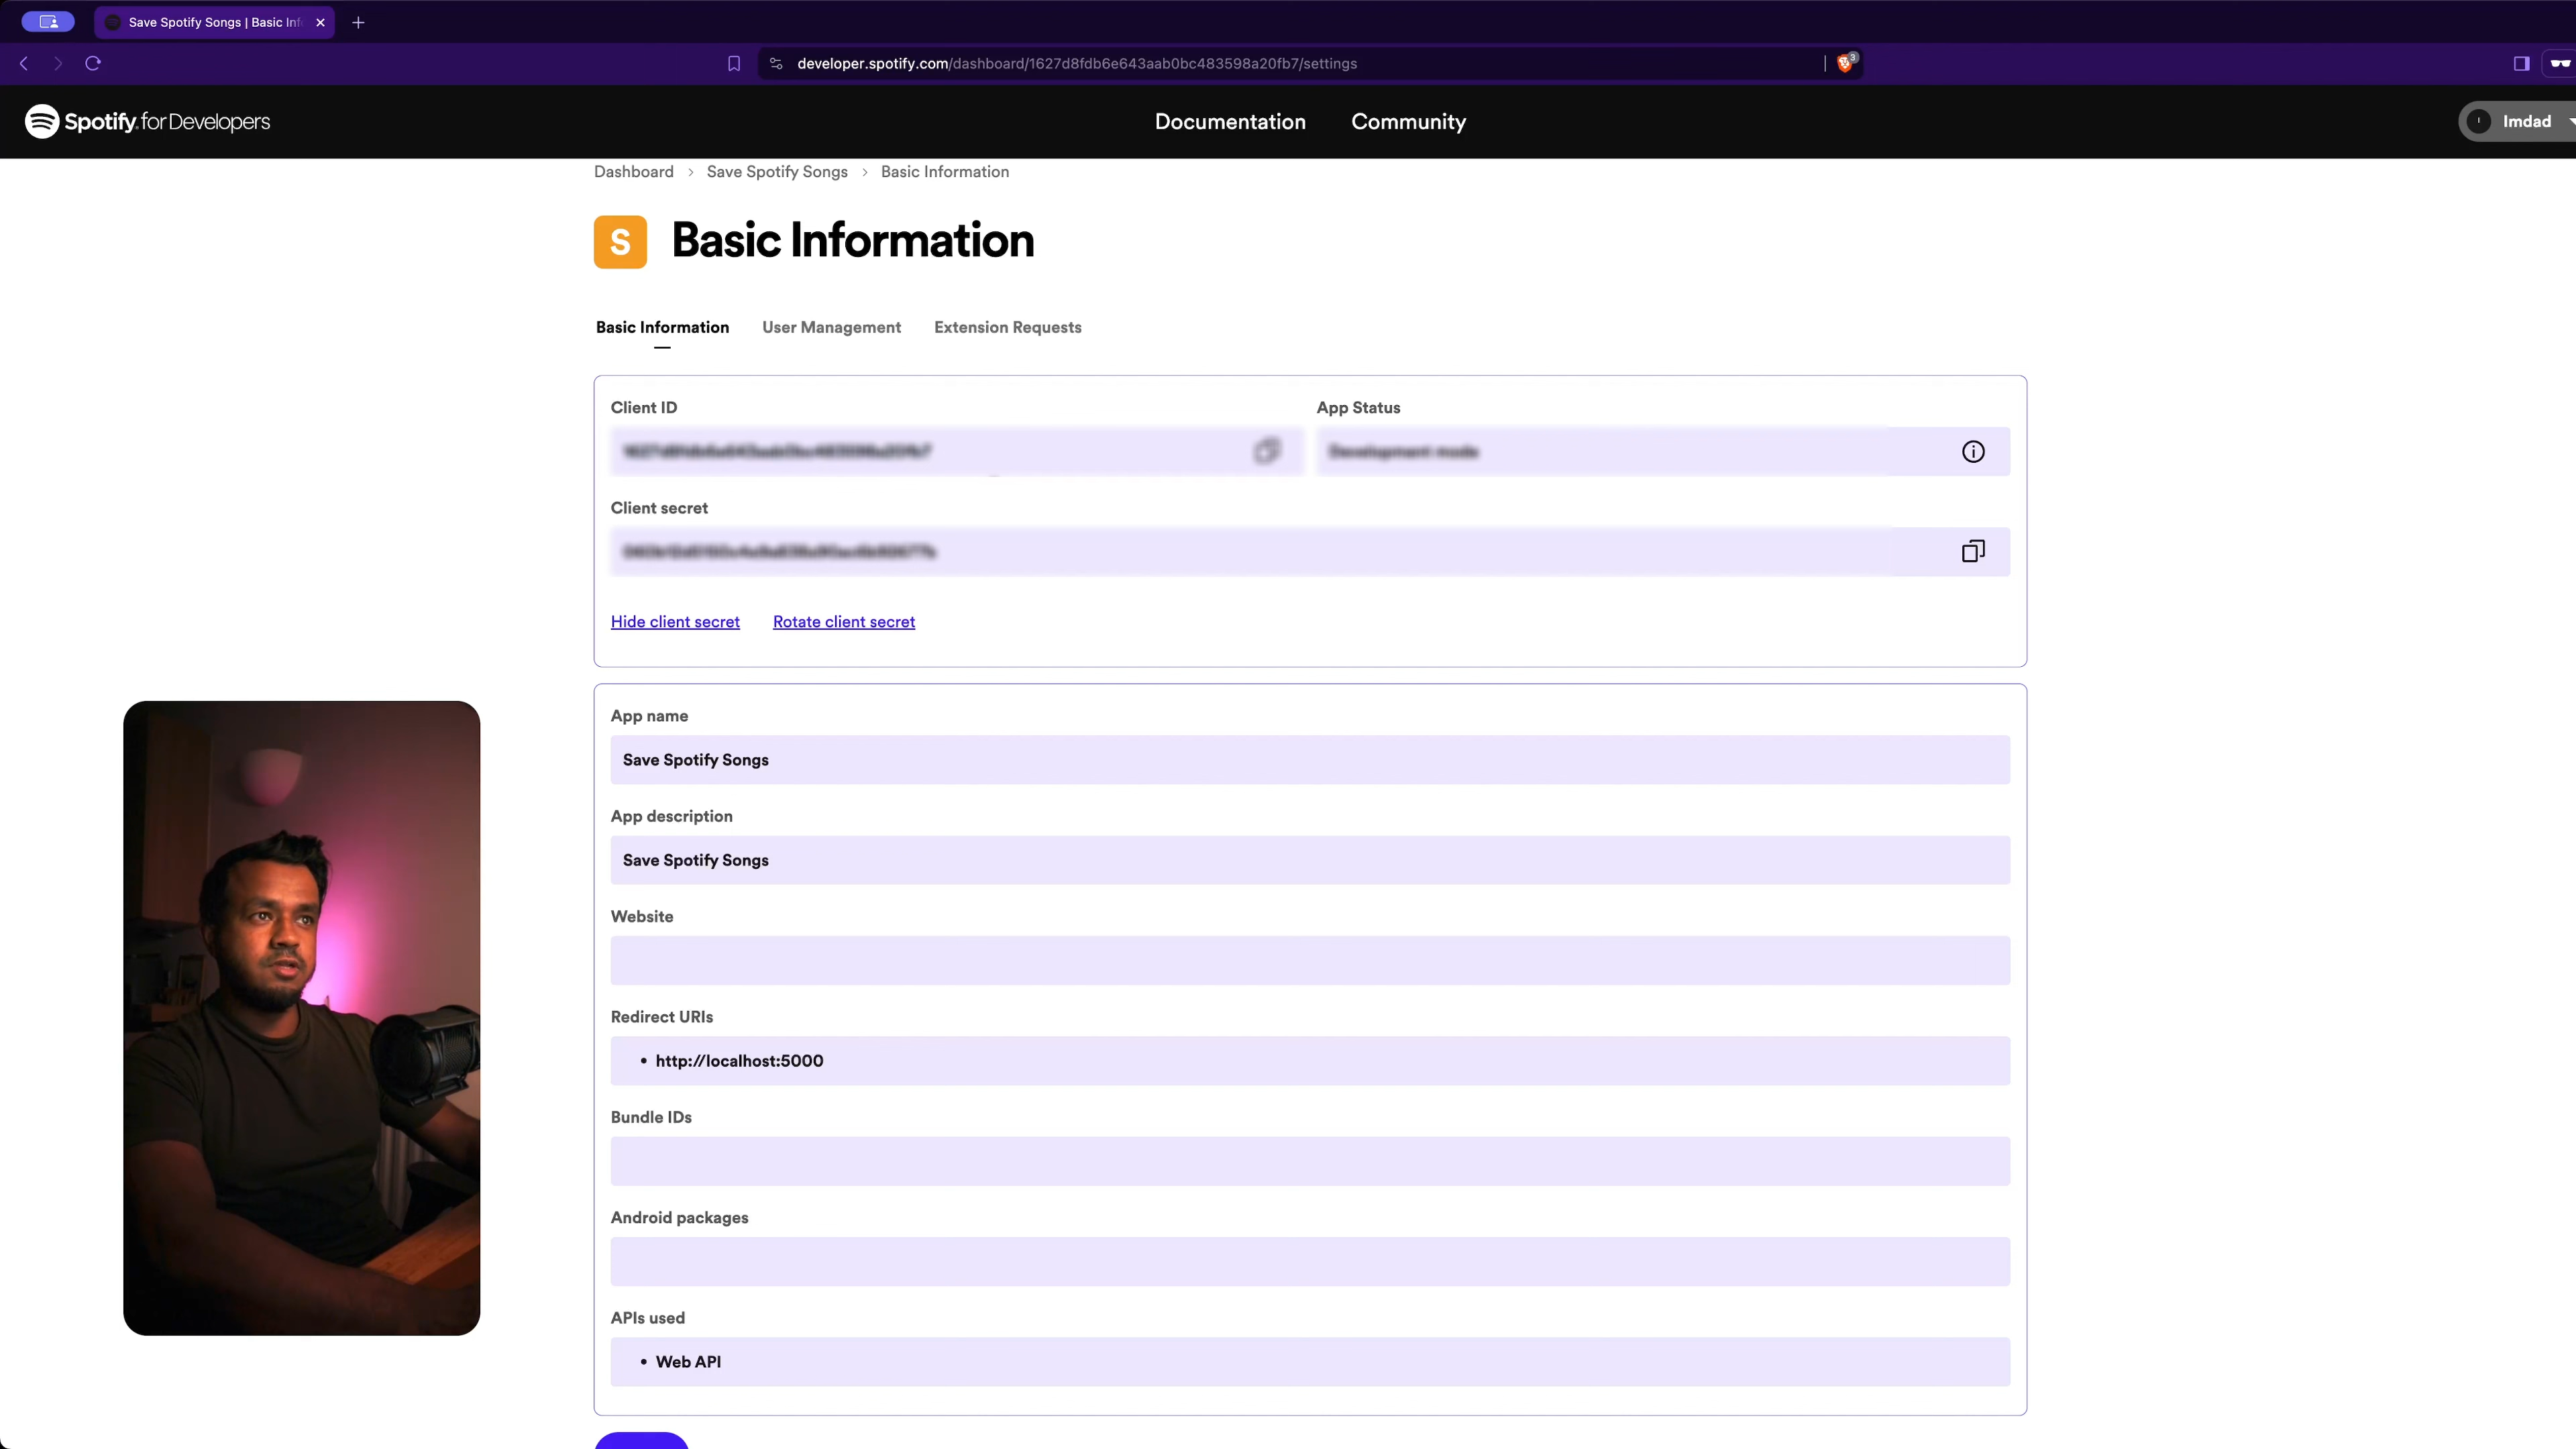 Save Spotify Songs | Basic Inf
developer.spotify.com/dashboard/1627d8fdb6e643aab0bc483598a20fb7/settings
3
Spotify for Developers
Documentation
Community
Imdad
Dashboard > Save Spotify Songs > Basic Information
S
Basic Information
Basic Information
User Management
Extension Requests
Client ID
App Status
Client secret
Hide client secret
Rotate client secret
App name
Save Spotify Songs
App description
Save Spotify Songs
Website
Redirect URIs
• http://localhost:5000
Bundle IDs
Android packages
APIs used
• Web API